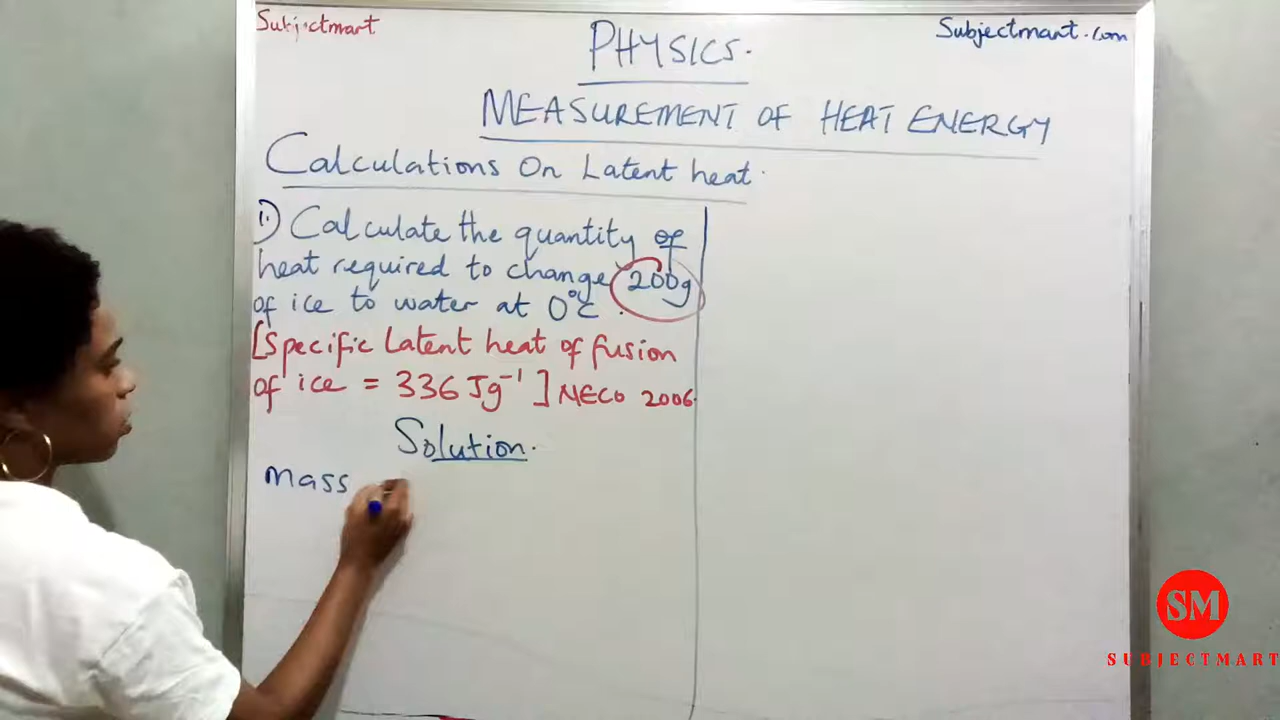 Subjectmart
Subjectmart.com
PHYSICS.
MEASUREMENT OF HEAT ENERGY
Calculations On Latent heat.
1.) Calculate the quantity of
heat required to change 200g
of ice to water at 0°C.
[Specific Latent heat of fusion
of ice = 336 Jg⁻¹] NECO 2006.
Solution.
mass
SM
SUBJECTMART